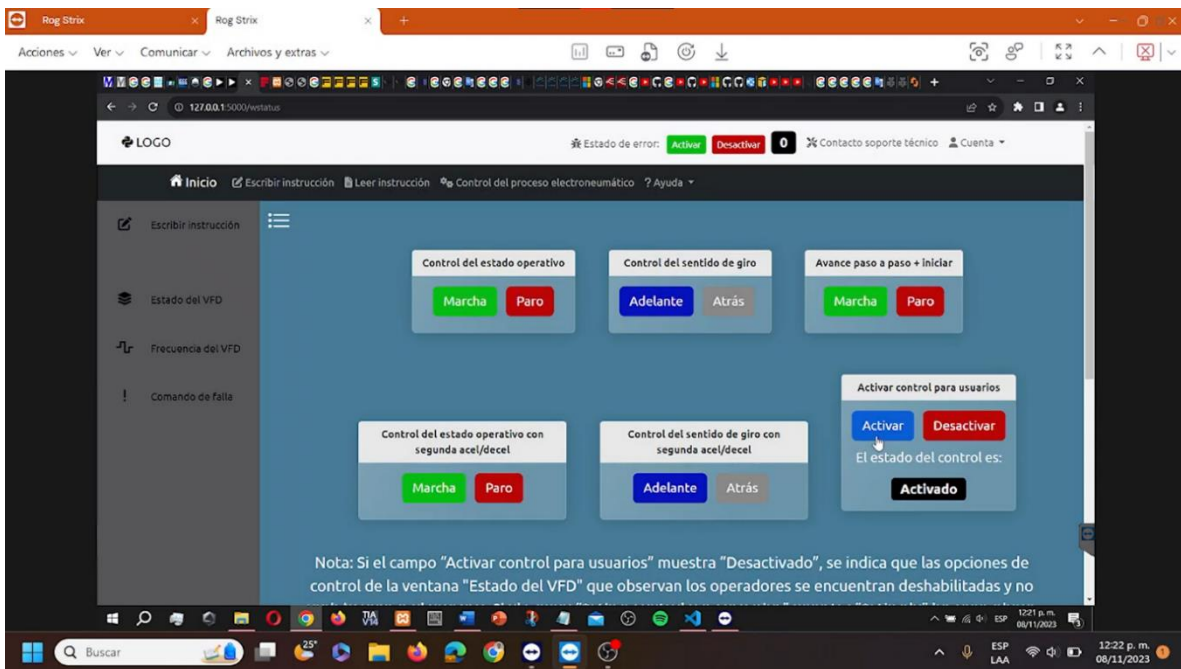 Rog Strix
Rog Strix
Acciones Ver Comunicar Archivos y extras
127.0.0.1:5000/wstatus
LOGO
Estado de error: Activar Desactivar 0 Contacto soporte técnico Cuenta
Inicio Escribir instrucción Leer instrucción Control del proceso electroneumático ? Ayuda
Escribir instrucción
Estado del VFD
Frecuencia del VFD
! Comando de falla
Control del estado operativo
Marcha Paro
Control del sentido de giro
Adelante Atrás
Avance paso a paso + iniciar
Marcha Paro
Control del estado operativo con
segunda acel/decel
Marcha Paro
Control del sentido de giro con
segunda acel/decel
Adelante Atrás
Activar control para usuarios
Activar Desactivar
El estado del control es:
Activado
Nota: Si el campo "Activar control para usuarios" muestra "Desactivado", se indica que las opciones de
control de la ventana "Estado del VFD" que observan los operadores se encuentran deshabilitadas y no
ESP
12:21 p. m.
08/11/2023
Buscar
25°
ESP
LAA
12:22 p. m.
08/11/2023